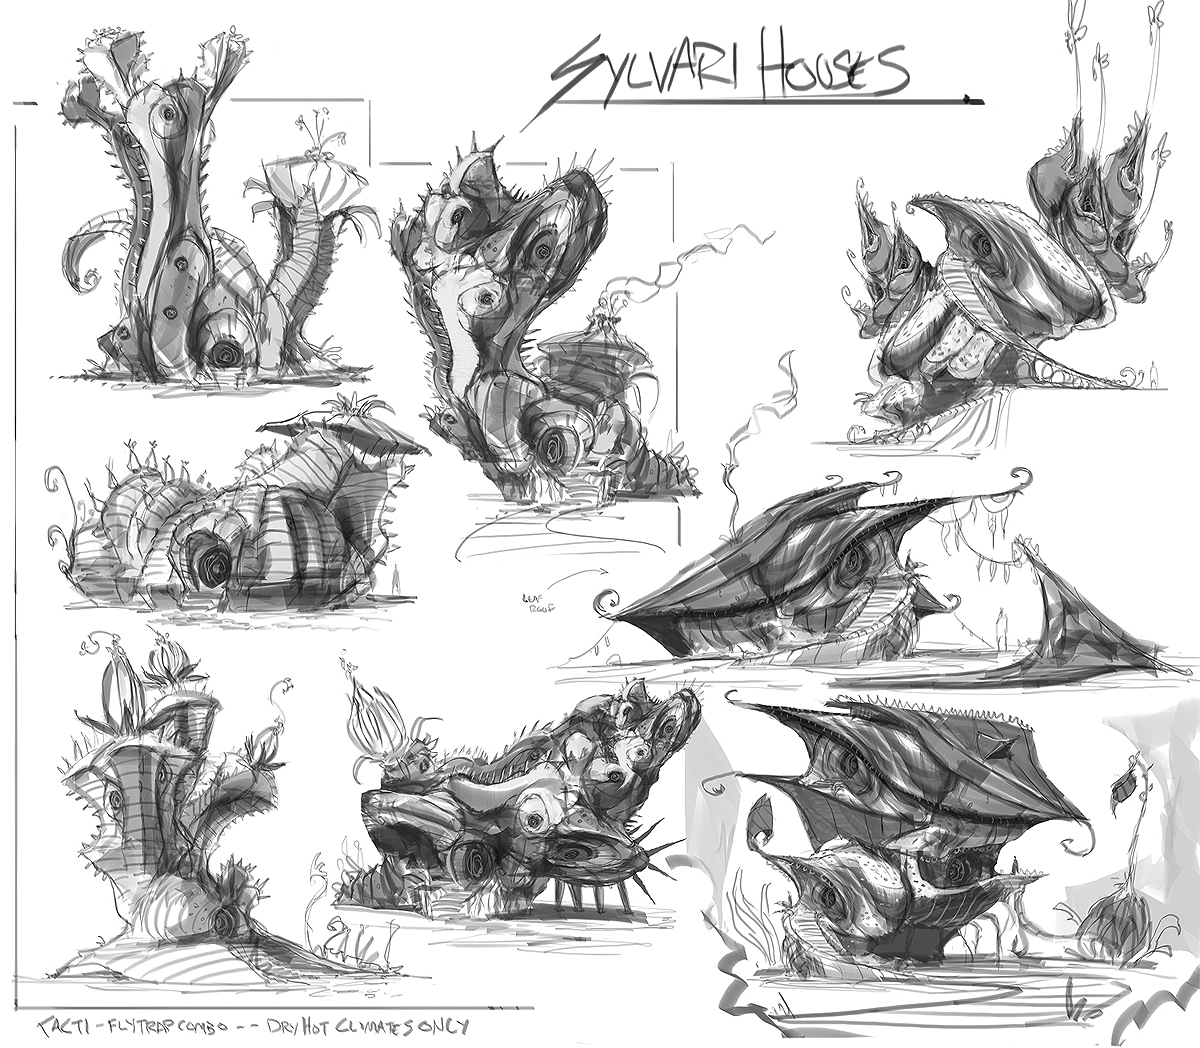 SYLVARI HOUSES
LEAF
ROOF
CACTI - FLYTRAP COMBO -- DRY HOT CLIMATES ONLY